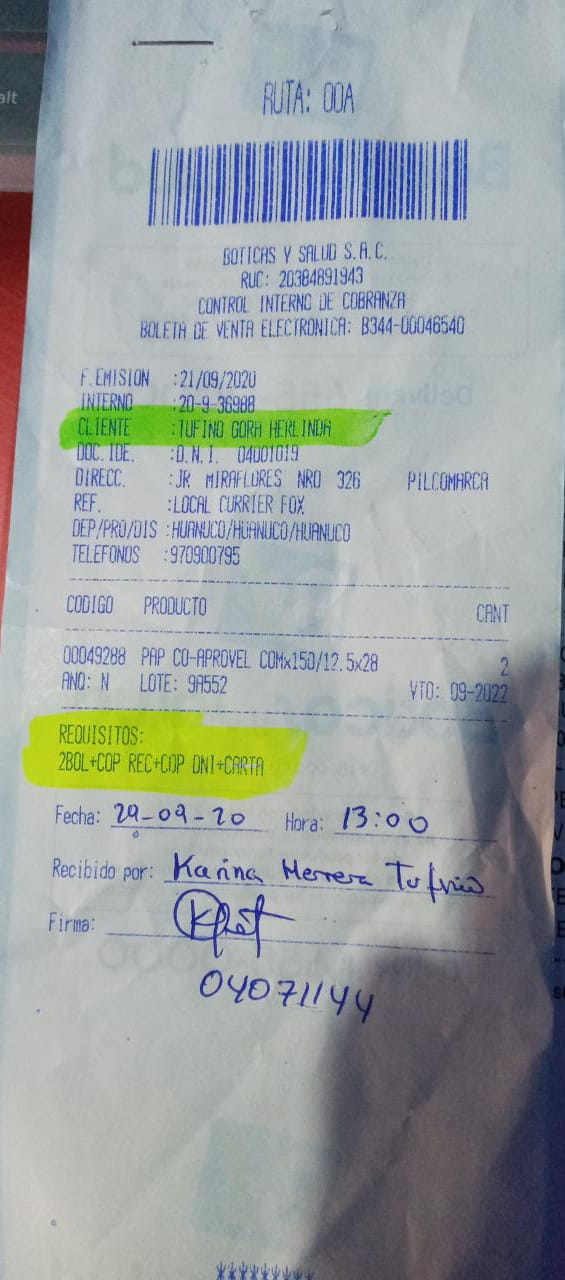 alt
RUTA: 00A
BOTICAS Y SALUD S.A.C.
RUC: 20384891943
CONTROL INTERNO DE COBRANZA
BOLETA DE VENTA ELECTRONICA: B344-00046540
F.EMISION :21/09/2020
INTERNO :20-9-36988
CLIENTE :TUFINO GORA HERLINDA
DOC.IDE. :D.N.I. 04001019
DIRECC. :JR MIRAFLORES NRO 326 PILCOMARCA
REF. :LOCAL CURRIER FOX
DEP/PRO/DIS :HUANUCO/HUANUCO/HUANUCO
TELEFONOS :970900795
CODIGO PRODUCTO CANT
00049288 PAP CO-APROVEL COMx150/12.5x28 2
ANO: N LOTE: 9A552 VTO: 09-2022
REQUISITOS:
2BOL+COP REC+COP DNI+CARTA
Fecha: 29-09-20 Hora: 13:00
Recibido por: Karina Herrera Tufino
Firma:
04071144